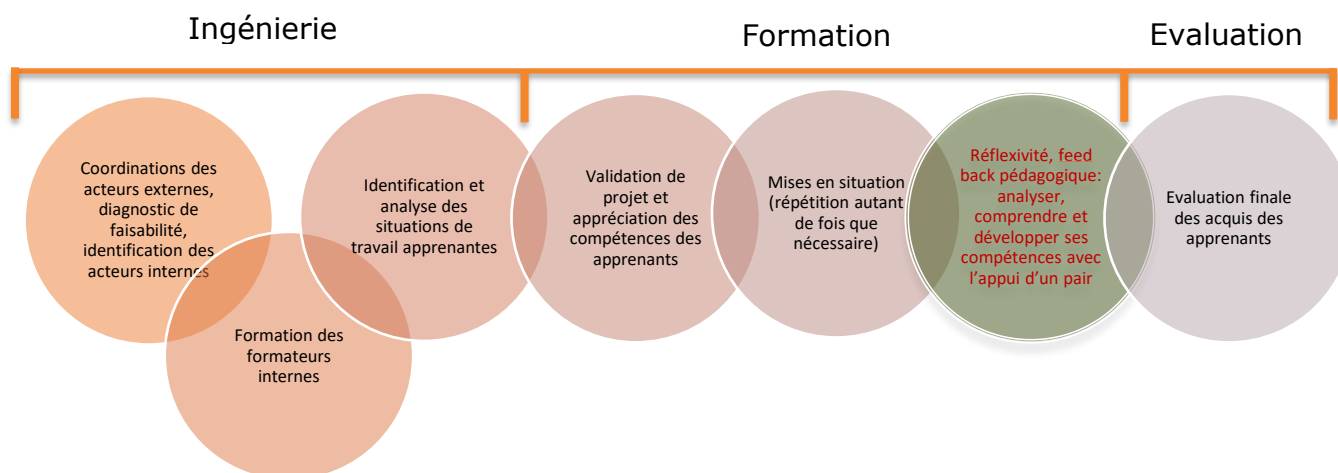 Ingénierie
Formation
Evaluation
Coordinations des
acteurs externes,
diagnostic de
faisabilité,
identification des
acteurs internes
Formation des
formateurs
internes
Identification et
analyse des
situations de
travail apprenantes
Validation de
projet et
appréciation des
compétences des
apprenants
Mises en situation
(répétition autant
de fois que
nécessaire)
Réflexivité, feed
back pédagogique:
analyser,
comprendre et
développer ses
compétences avec
l’appui d’un pair
Evaluation finale
des acquis des
apprenants